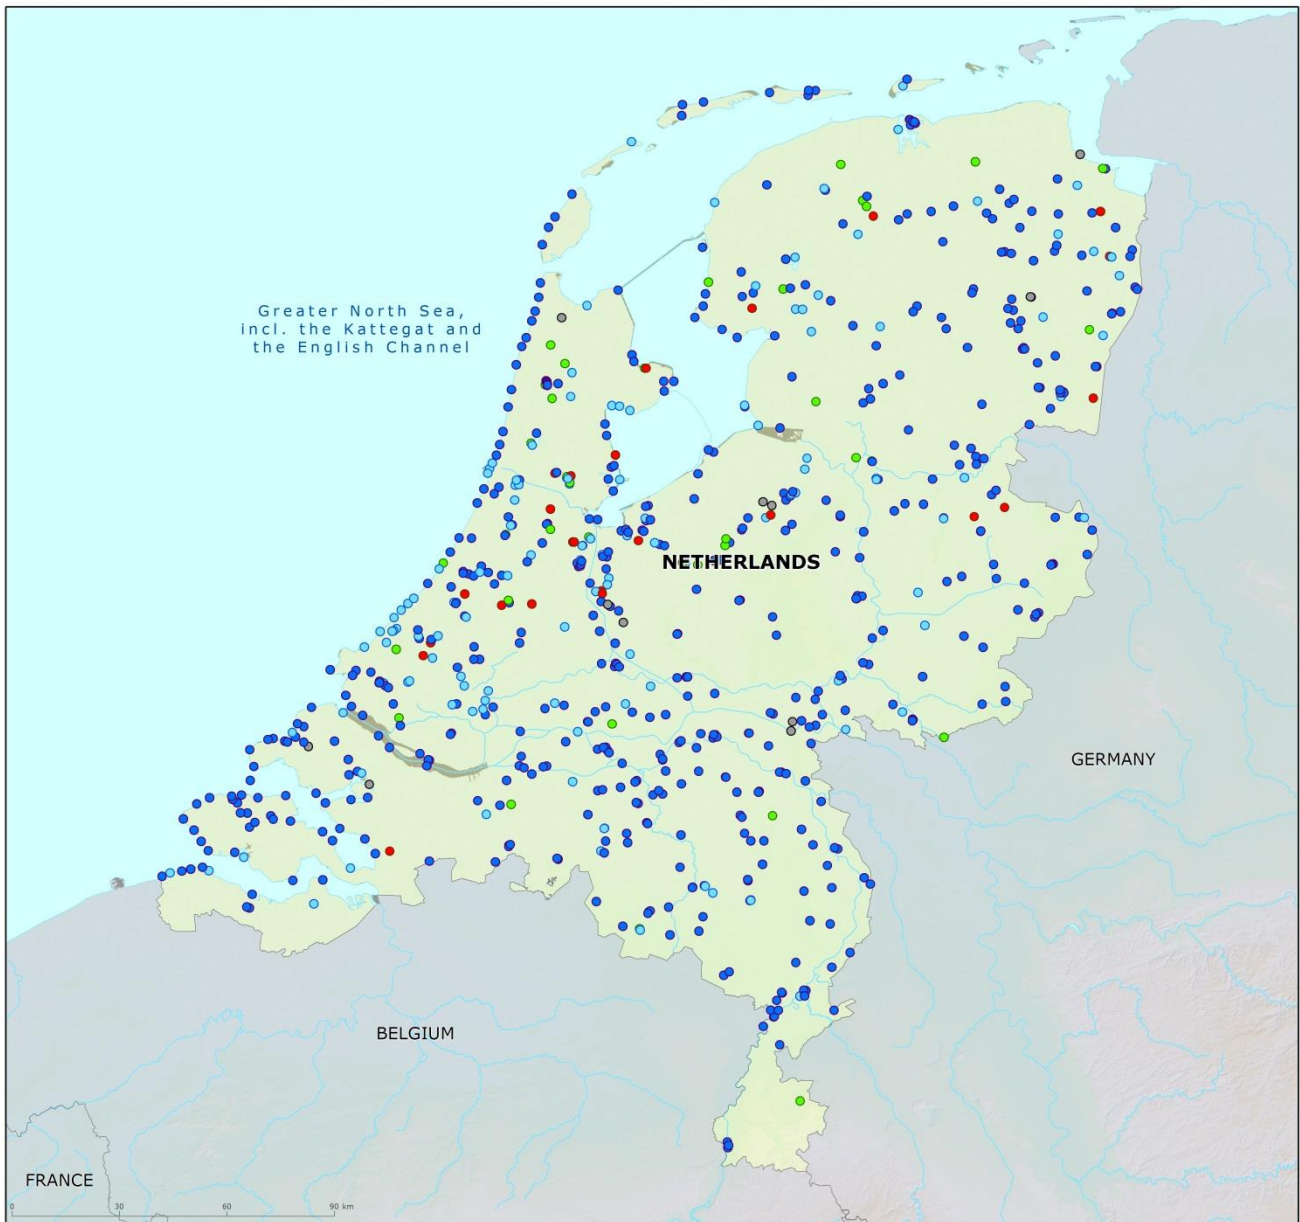 Greater North Sea,
incl. the Kattegat and
the English Channel
NETHERLANDS
GERMANY
BELGIUM
FRANCE
0 30 60 90 km